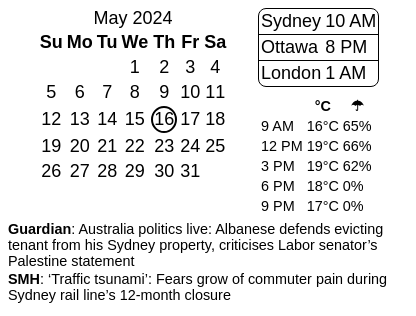 May 2024
Su Mo Tu We Th Fr Sa
1 2 3 4
5 6 7 8 9 10 11
12 13 14 15 16 17 18
19 20 21 22 23 24 25
26 27 28 29 30 31
Sydney 10 AM
Ottawa 8 PM
London 1 AM
°C ☂
9 AM 16°C 65%
12 PM 19°C 66%
3 PM 19°C 62%
6 PM 18°C 0%
9 PM 17°C 0%
Guardian: Australia politics live: Albanese defends evicting
tenant from his Sydney property, criticises Labor senator’s
Palestine statement
SMH: ‘Traffic tsunami’: Fears grow of commuter pain during
Sydney rail line’s 12-month closure